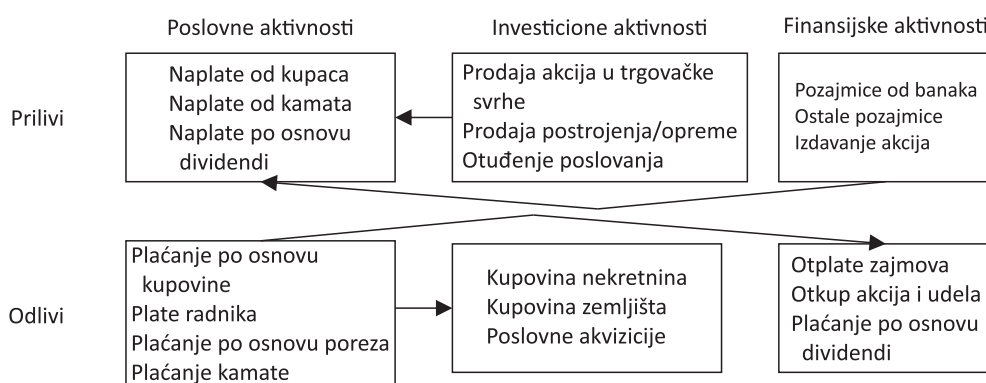 Poslovne aktivnosti
Investicione aktivnosti
Finansijske aktivnosti
Prilivi
Naplate od kupaca
Naplate od kamata
Naplate po osnovu
dividendi
Prodaja akcija u trgovačke
svrhe
Prodaja postrojenja/opreme
Otuđenje poslovanja
Pozajmice od banaka
Ostale pozajmice
Izdavanje akcija
Odlivi
Plaćanje po osnovu
kupovine
Plate radnika
Plaćanje po osnovu poreza
Plaćanje kamate
Kupovina nekretnina
Kupovina zemljišta
Poslovne akvizicije
Otplate zajmova
Otkup akcija i udela
Plaćanje po osnovu
dividendi